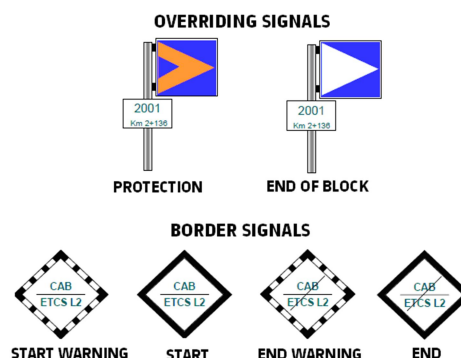 OVERRIDING SIGNALS
2001
Km 2+136
2001
Km 2+136
PROTECTION
END OF BLOCK
BORDER SIGNALS
CAB
ETCS L2
CAB
ETCS L2
CAB
ETCS L2
CAB
ETCS L2
START WARNING
START
END WARNING
END